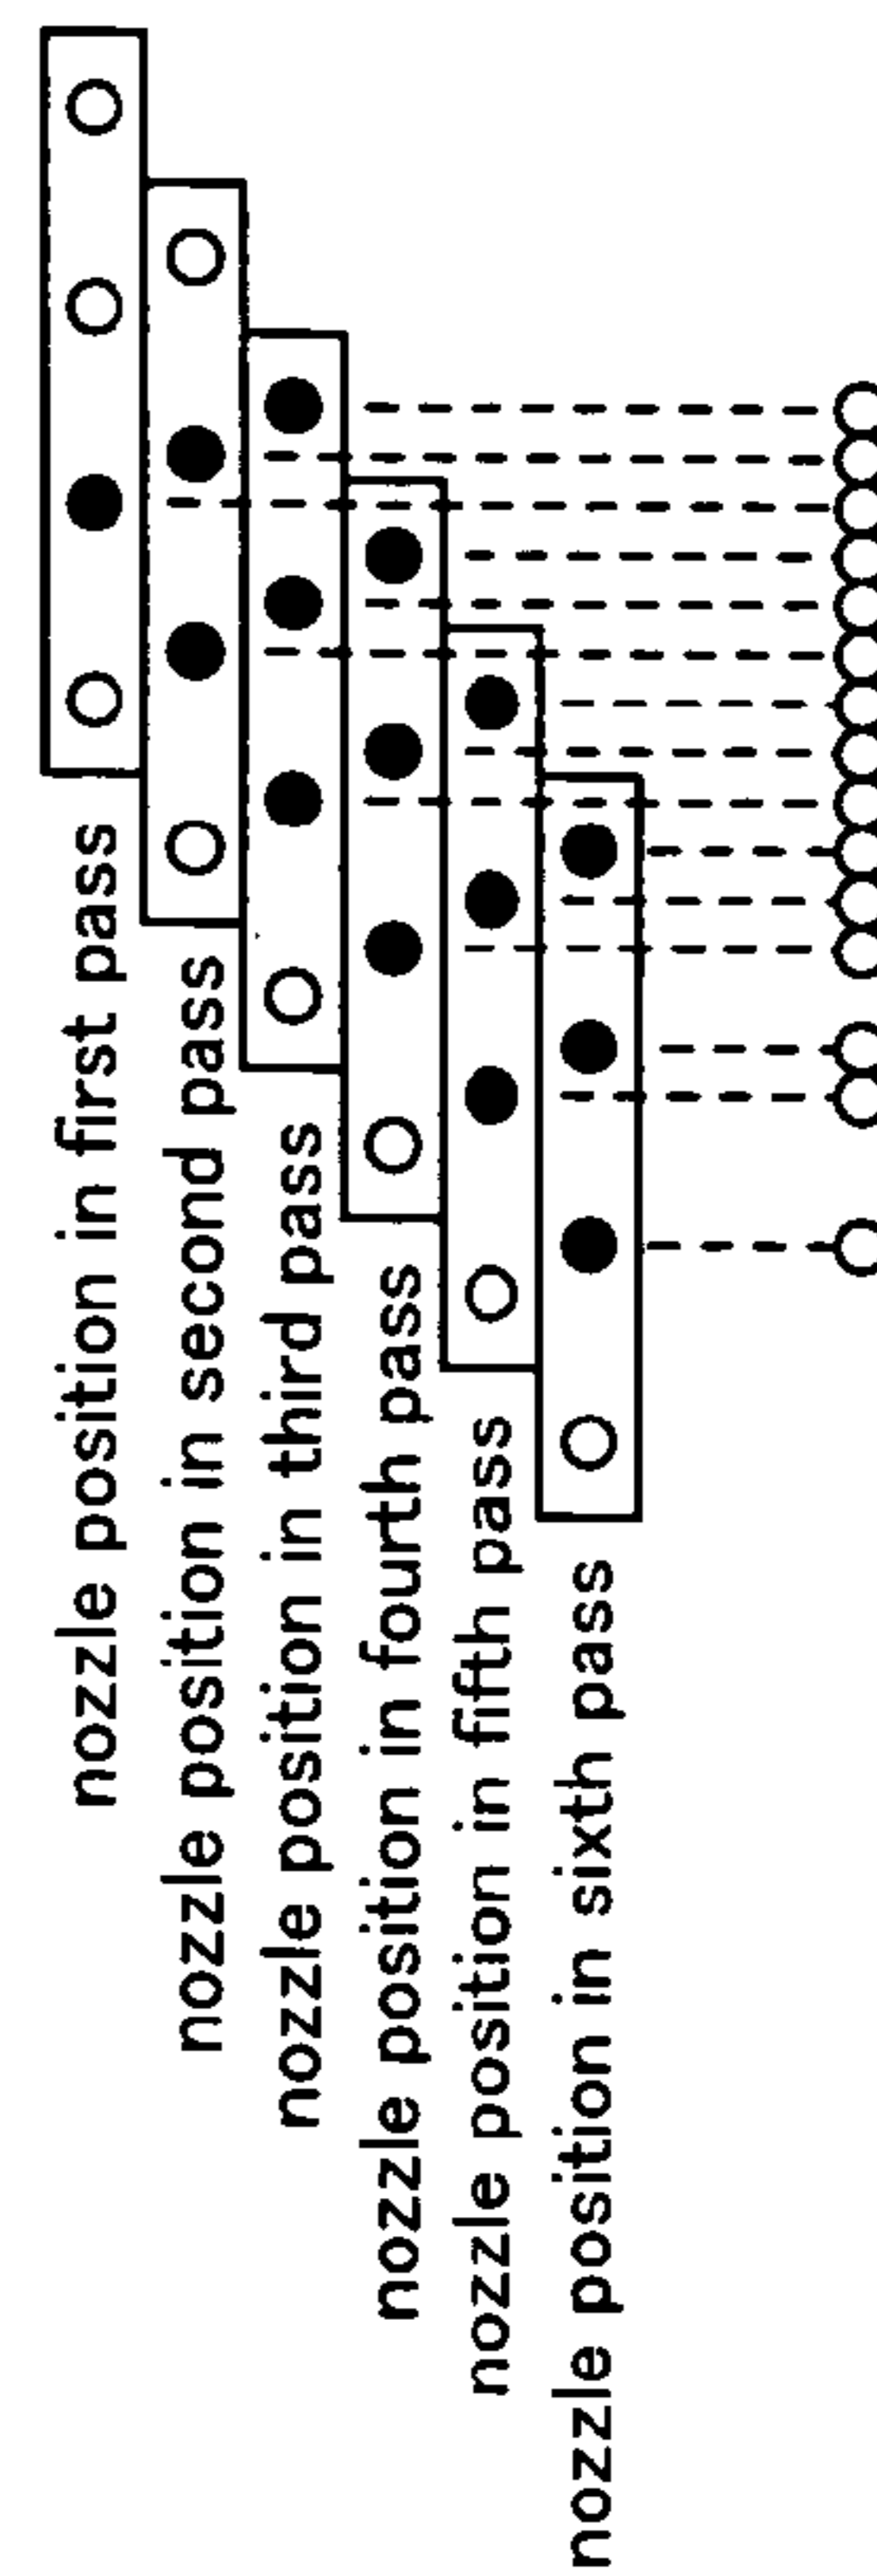 nozzle position in first pass
nozzle position in second pass
nozzle position in third pass
nozzle position in fourth pass
nozzle position in fifth pass
nozzle position in sixth pass